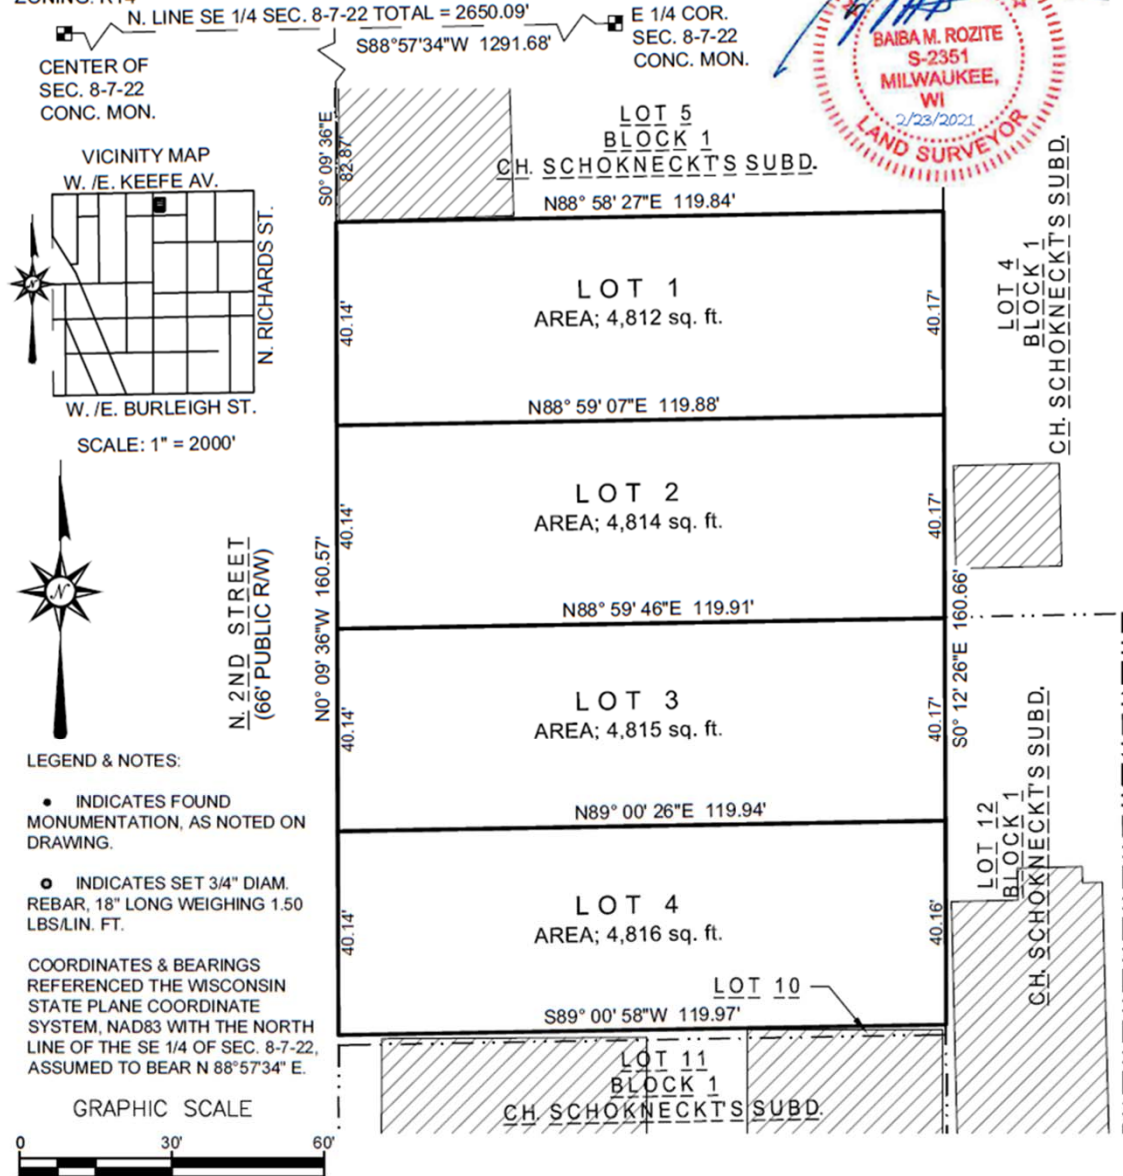 N. LINE SE 1/4 SEC. 8-7-22 TOTAL = 2650.09'
S88°57'34"W 1291.68'
CENTER OF
SEC. 8-7-22
CONC. MON.
E 1/4 COR.
SEC. 8-7-22
CONC. MON.
BAIBA M. ROZITE
S-2351
MILWAUKEE,
WI
2/23/2021
LAND SURVEYOR
VICINITY MAP
W. /E. KEEFE AV.
N. RICHARDS ST.
W. /E. BURLEIGH ST.
SCALE: 1" = 2000'
N
N
S0° 09' 36"E
82.87'
LOT 5
BLOCK 1
CH. SCHOKNECKT'S SUBD.
N88° 58' 27"E 119.84'
LOT 1
AREA; 4,812 sq. ft.
40.14'
40.17'
N88° 59' 07"E 119.88'
LOT 4
BLOCK 1
CH. SCHOKNECKT'S SUBD.
LOT 2
AREA; 4,814 sq. ft.
40.14'
40.17'
N88° 59' 46"E 119.91'
N. 2ND STREET
(66' PUBLIC R/W)
N0° 09' 36"W 160.57'
S0° 12' 26"E 160.66'
LOT 3
AREA; 4,815 sq. ft.
40.14'
40.17'
N89° 00' 26"E 119.94'
LOT 12
BLOCK 1
CH. SCHOKNECKT'S SUBD.
LOT 4
AREA; 4,816 sq. ft.
40.14'
40.16'
LOT 10
S89° 00' 58"W 119.97'
LOT 11
BLOCK 1
CH. SCHOKNECKT'S SUBD.
LEGEND & NOTES:
INDICATES FOUND
MONUMENTATION, AS NOTED ON
DRAWING.
INDICATES SET 3/4" DIAM.
REBAR, 18" LONG WEIGHING 1.50
LBS/LIN. FT.
COORDINATES & BEARINGS
REFERENCED THE WISCONSIN
STATE PLANE COORDINATE
SYSTEM, NAD83 WITH THE NORTH
LINE OF THE SE 1/4 OF SEC. 8-7-22,
ASSUMED TO BEAR N 88°57'34" E.
GRAPHIC SCALE
0 30' 60'